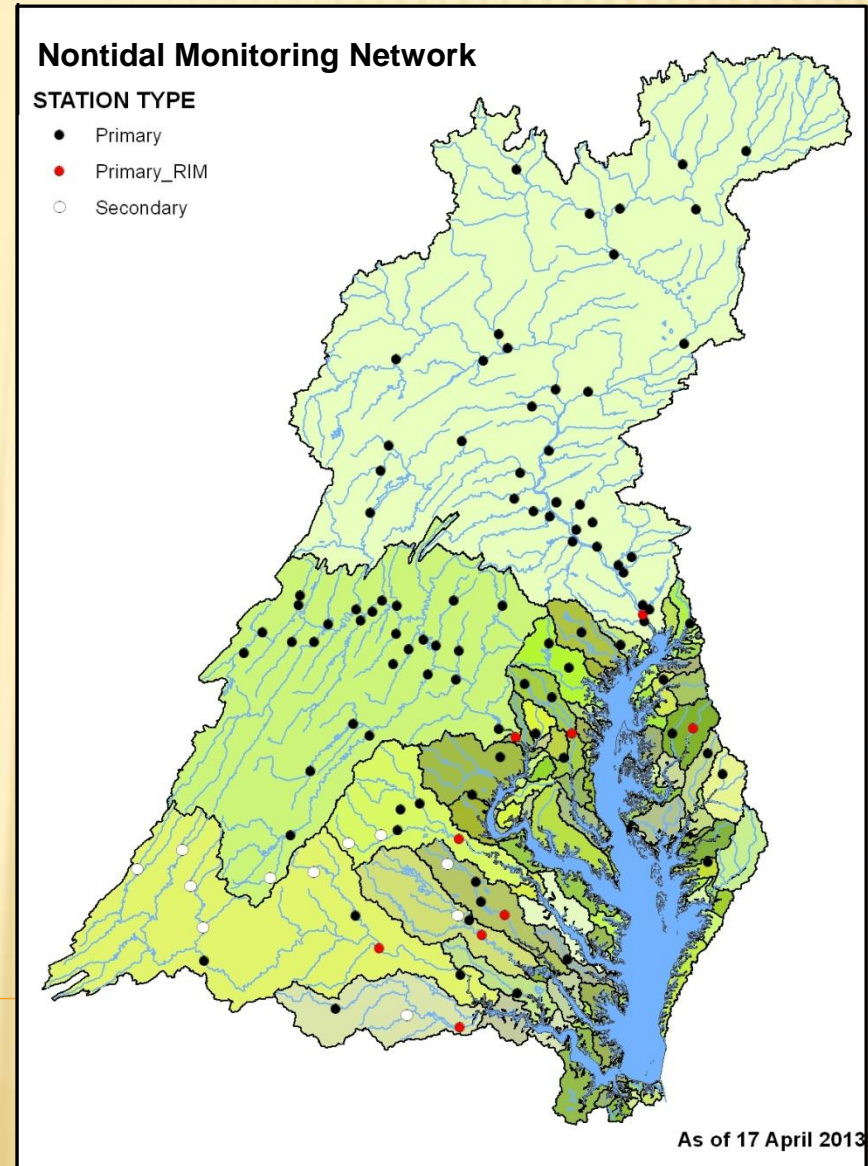 Nontidal Monitoring Network
STATION TYPE
Primary
Primary_RIM
Secondary
As of 17 April 2013